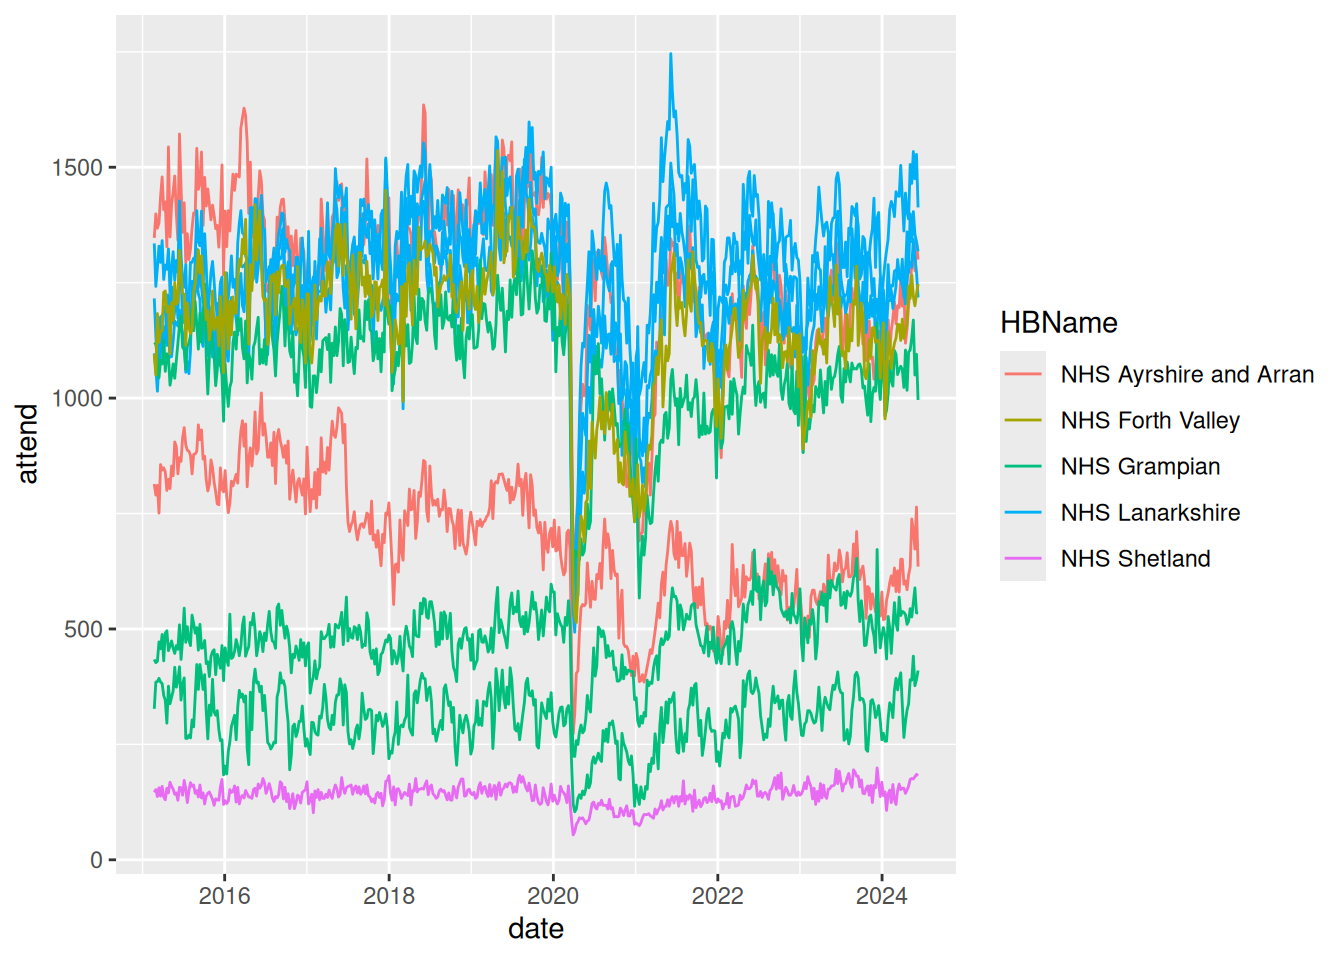 1500
1000
500
0
attend
2016 2018 2020 2022 2024
date
HBName
NHS Ayrshire and Arran
NHS Forth Valley
NHS Grampian
NHS Lanarkshire
NHS Shetland